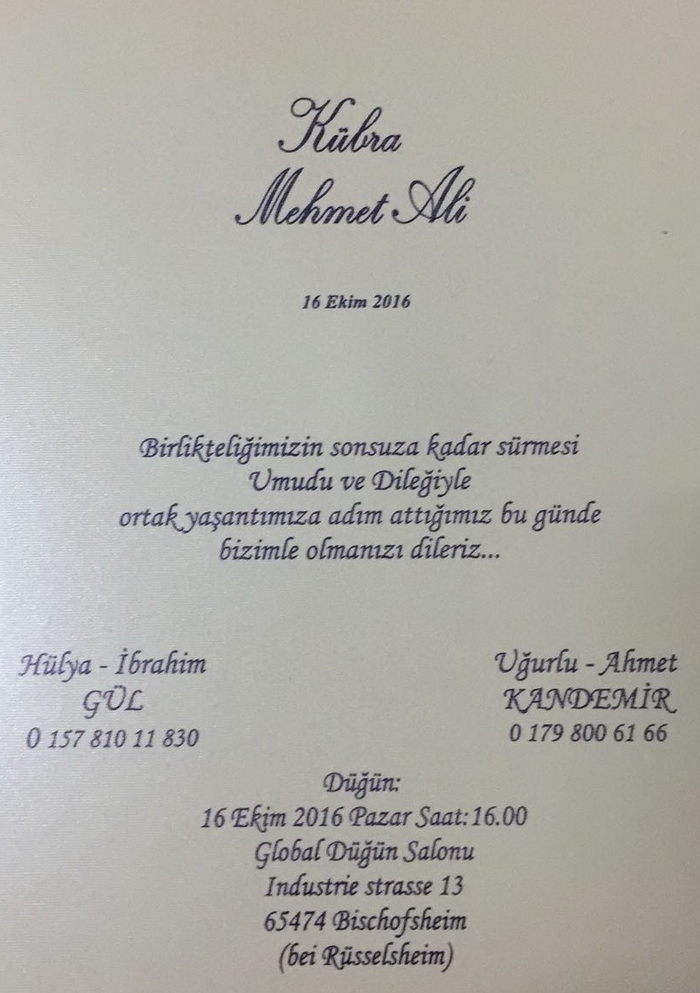 Kübra
Mehmet Ali
16 Ekim 2016
Birlikteliğimizin sonsuza kadar sürmesi
Umudu ve Dileğiyle
ortak yaşantımıza adım attığımız bu günde
bizimle olmanızı dileriz...
Hülya - İbrahim
GÜL
0 157 810 11 830
Uğurlu - Ahmet
KANDEMİR
0 179 800 61 66
Düğün:
16 Ekim 2016 Pazar Saat:16.00
Global Düğün Salonu
Industrie strasse 13
65474 Bischofsheim
(bei Rüsselsheim)